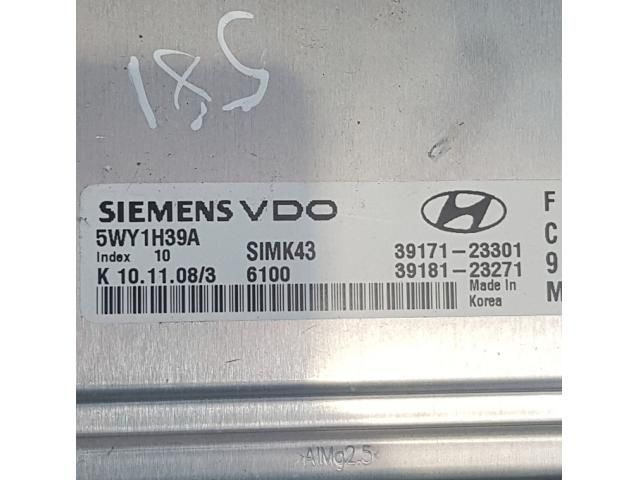 185
SIEMENS VDO
5WY1H39A
Index 10 SIMK43 39171-23301
K 10.11.08/3 6100 39181-23271
Made In
Korea
F
C
9
M
AlMg2.5